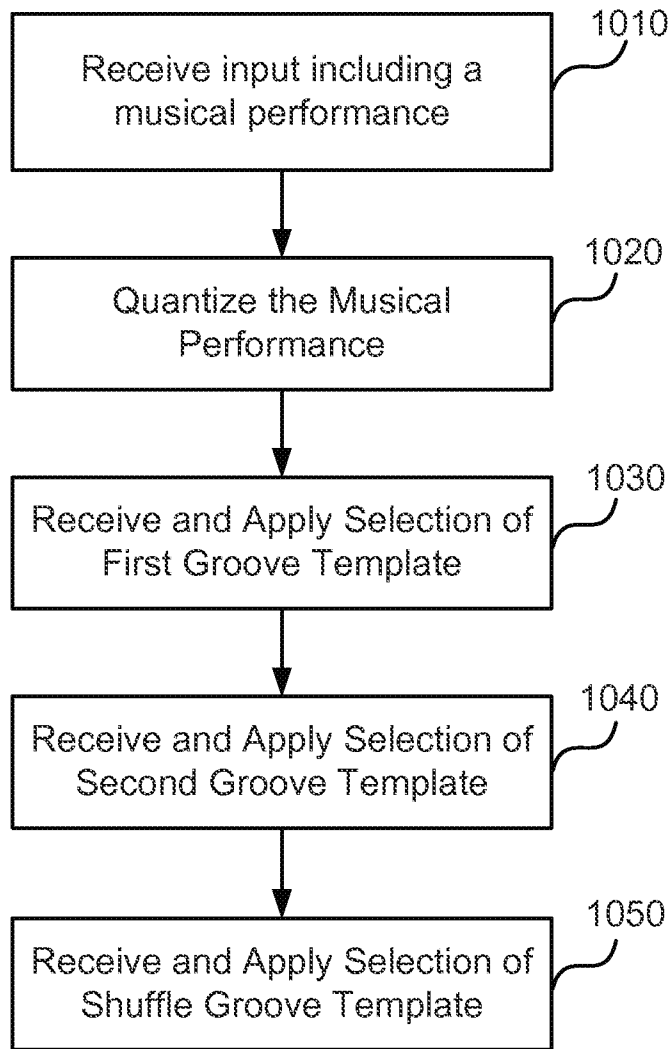 1010
Receive input including a
musical performance
1020
Quantize the Musical
Performance
1030
Receive and Apply Selection of
First Groove Template
1040
Receive and Apply Selection of
Second Groove Template
1050
Receive and Apply Selection of
Shuffle Groove Template